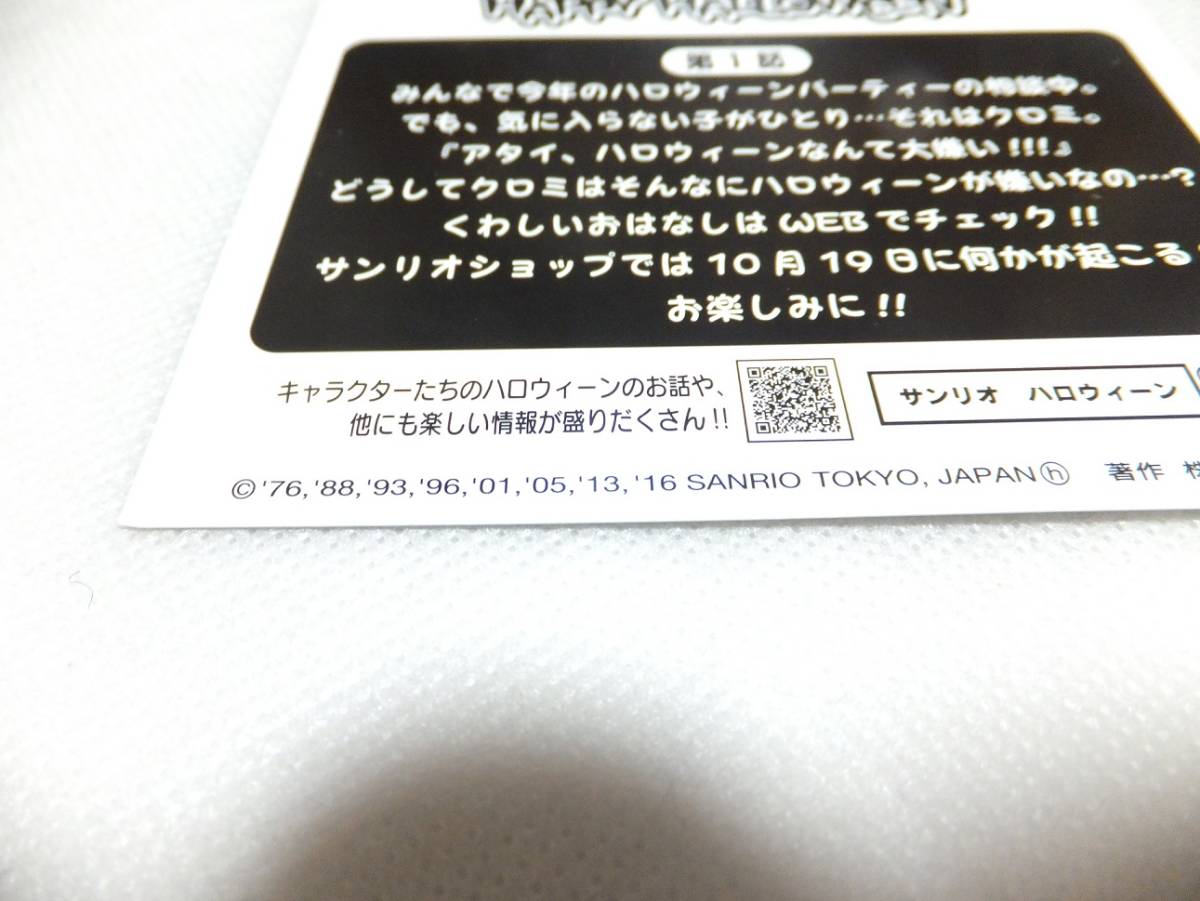 HAPPY HALLOWEEN
第1話
みんなで今年のハロウィーンパーティーの相談中。
でも、気に入らない子がひとり…それはクロミ。
『アタイ、ハロウィーンなんて大嫌い!!!』
どうしてクロミはそんなにハロウィーンが嫌いなの…?
くわしいおはなしはWEBでチェック!!
サンリオショップでは10月19日に何かが起こる
お楽しみに!!
キャラクターたちのハロウィーンのお話や、
他にも楽しい情報が盛りだくさん!!
サンリオ ハロウィーン
©'76,'88,'93,'96,'01,'05,'13,'16 SANRIO TOKYO, JAPAN ⓗ 著作